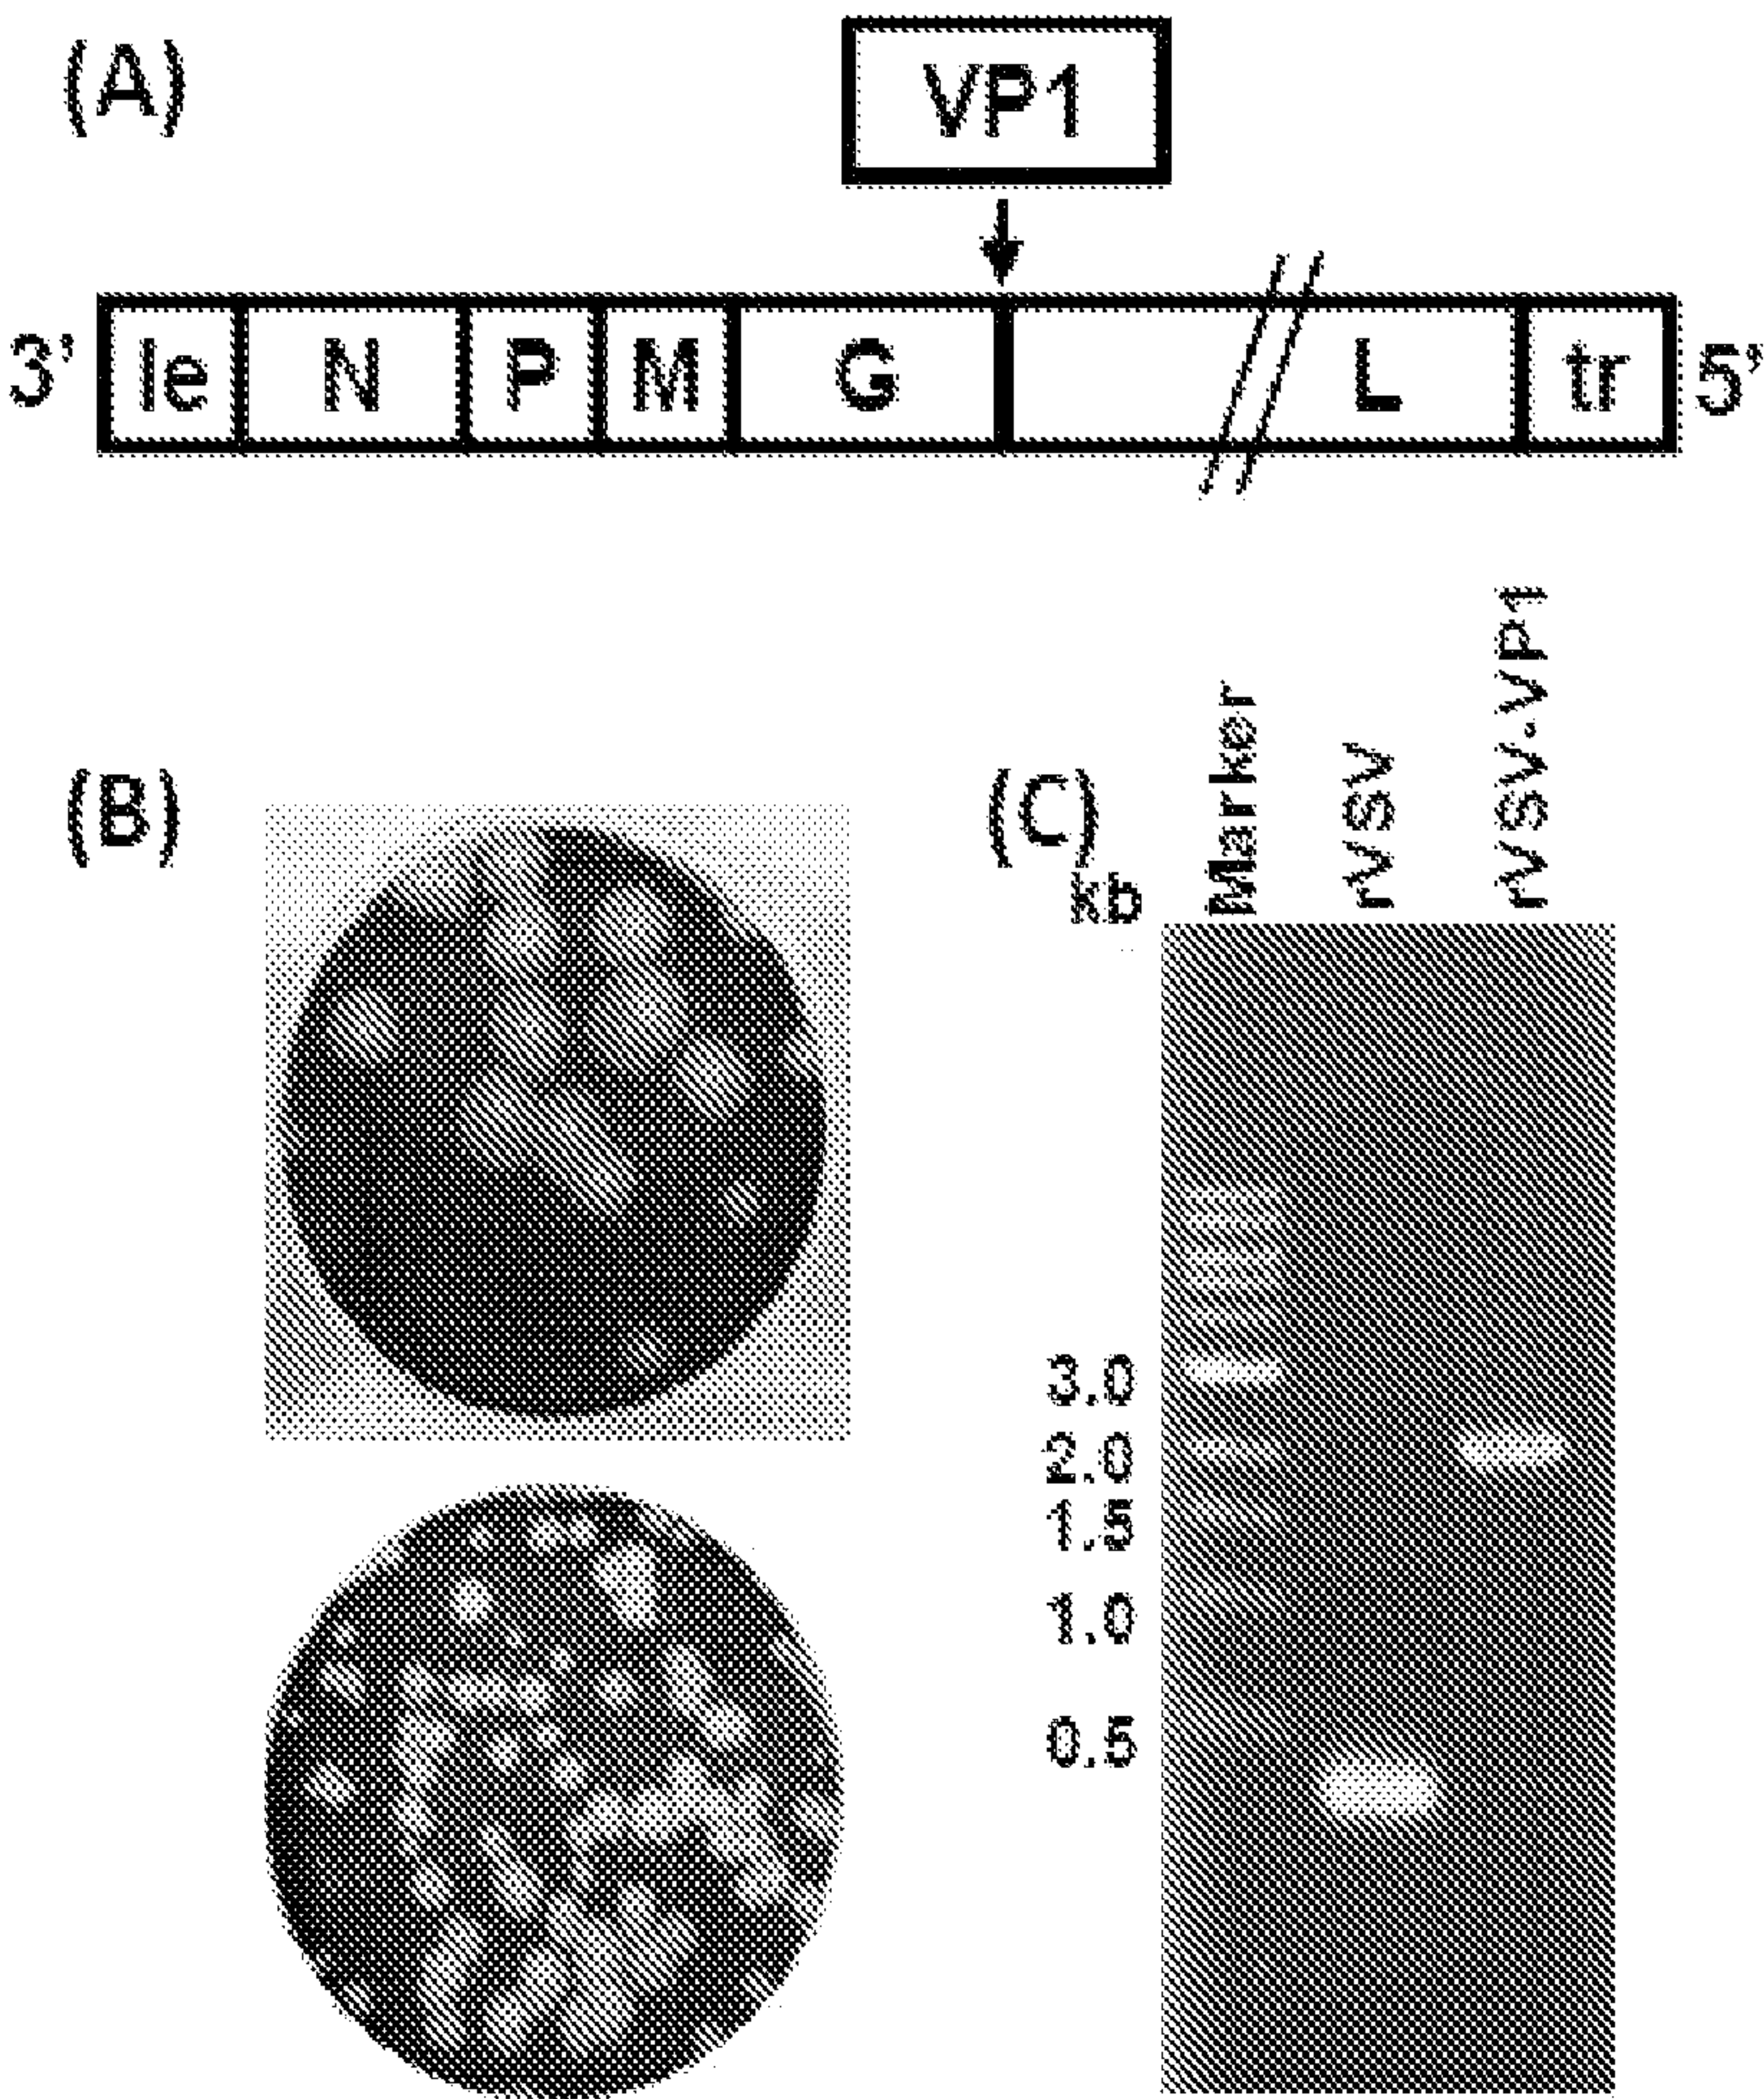 (A)
VP1
3' le N P M G L tr 5'
(B)
(C)
Kb
Marker
rVSV
rVSV-VP1
3.0
2.0
1.5
1.0
0.5